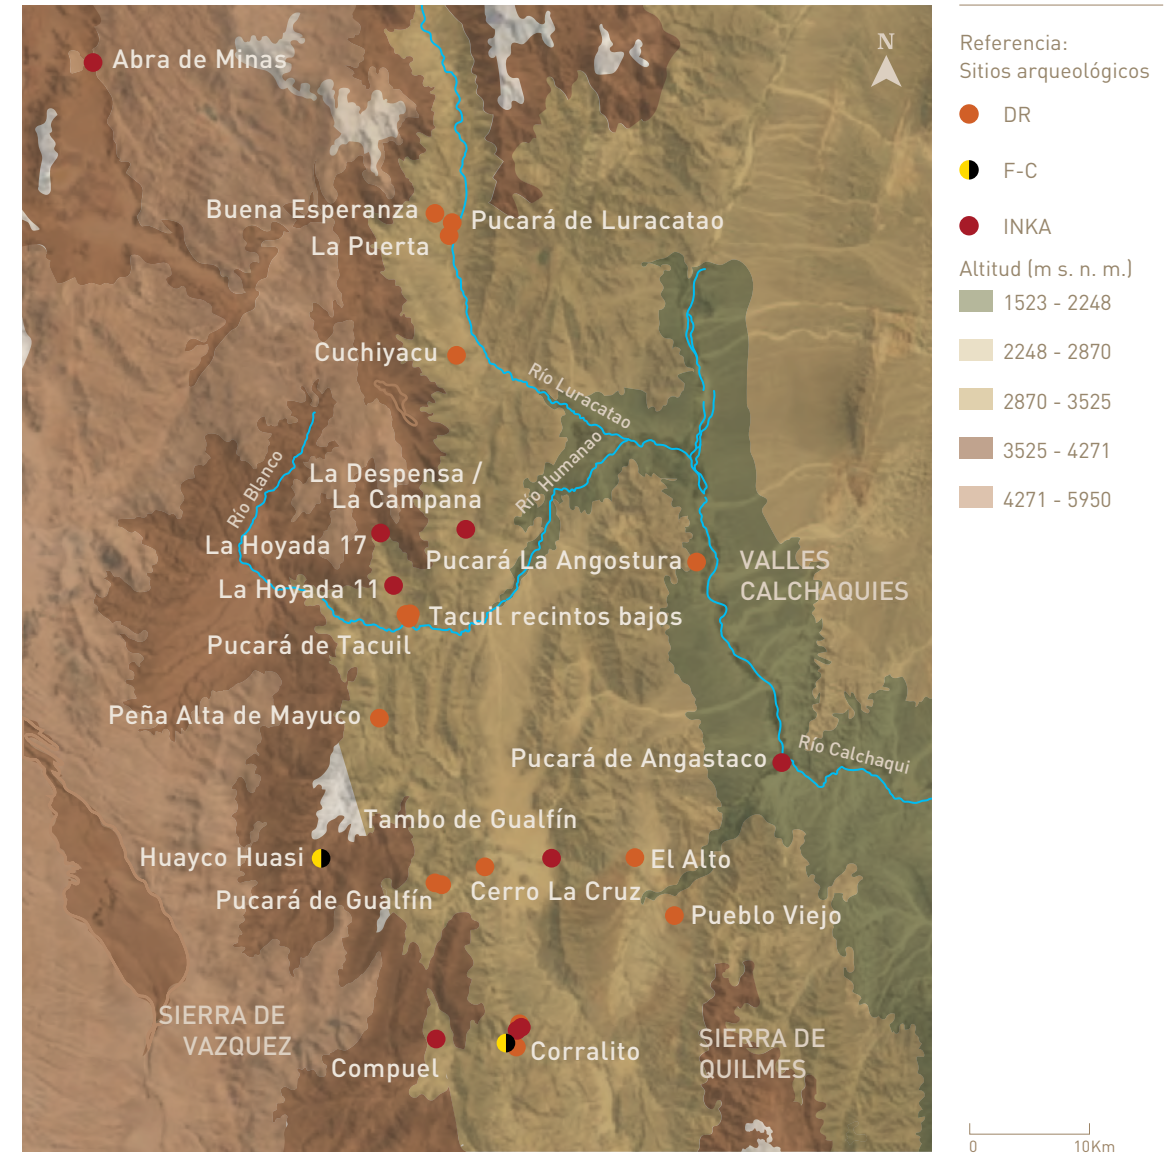 Abra de Minas
N
Buena Esperanza
Pucará de Luracatao
La Puerta
Cuchiyacu
Río Luracatao
Río Humanao
Río Blanco
La Despensa /
La Campana
La Hoyada 17
Pucará La Angostura
VALLES
CALCHAQUIES
La Hoyada 11
Tacuil recintos bajos
Pucará de Tacuil
Peña Alta de Mayuco
Pucará de Angastaco
Río Calchaqui
Tambo de Gualfín
Huayco Huasi
El Alto
Pucará de Gualfín
Cerro La Cruz
Pueblo Viejo
SIERRA DE
VAZQUEZ
Compuel
Corralito
SIERRA DE
QUILMES
Referencia:
Sitios arqueológicos
DR
F-C
INKA
Altitud (m s. n. m.)
1523 - 2248
2248 - 2870
2870 - 3525
3525 - 4271
4271 - 5950
0 10Km